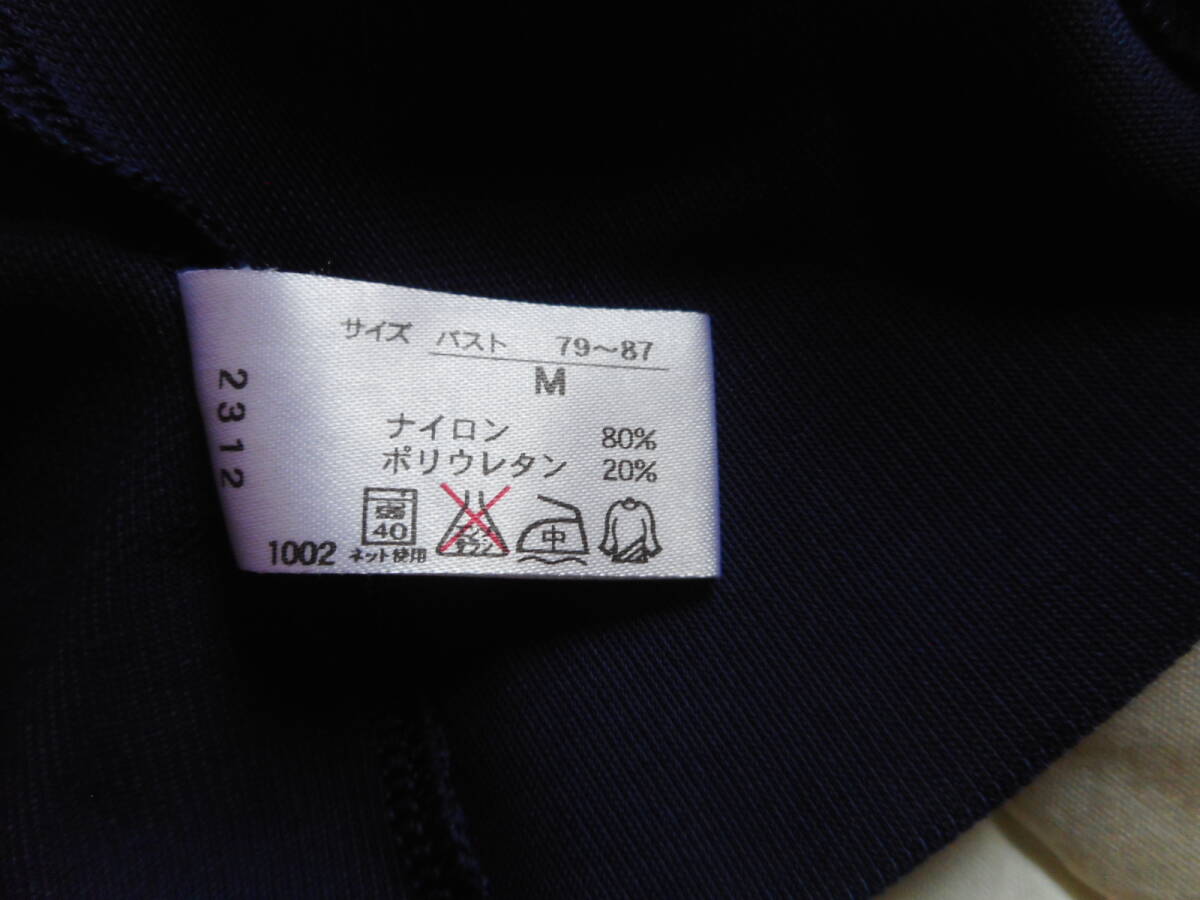 サイズ バスト 79～87
M
ナイロン 80%
ポリウレタン 20%
弱
40
中
1002 ネット使用
2312